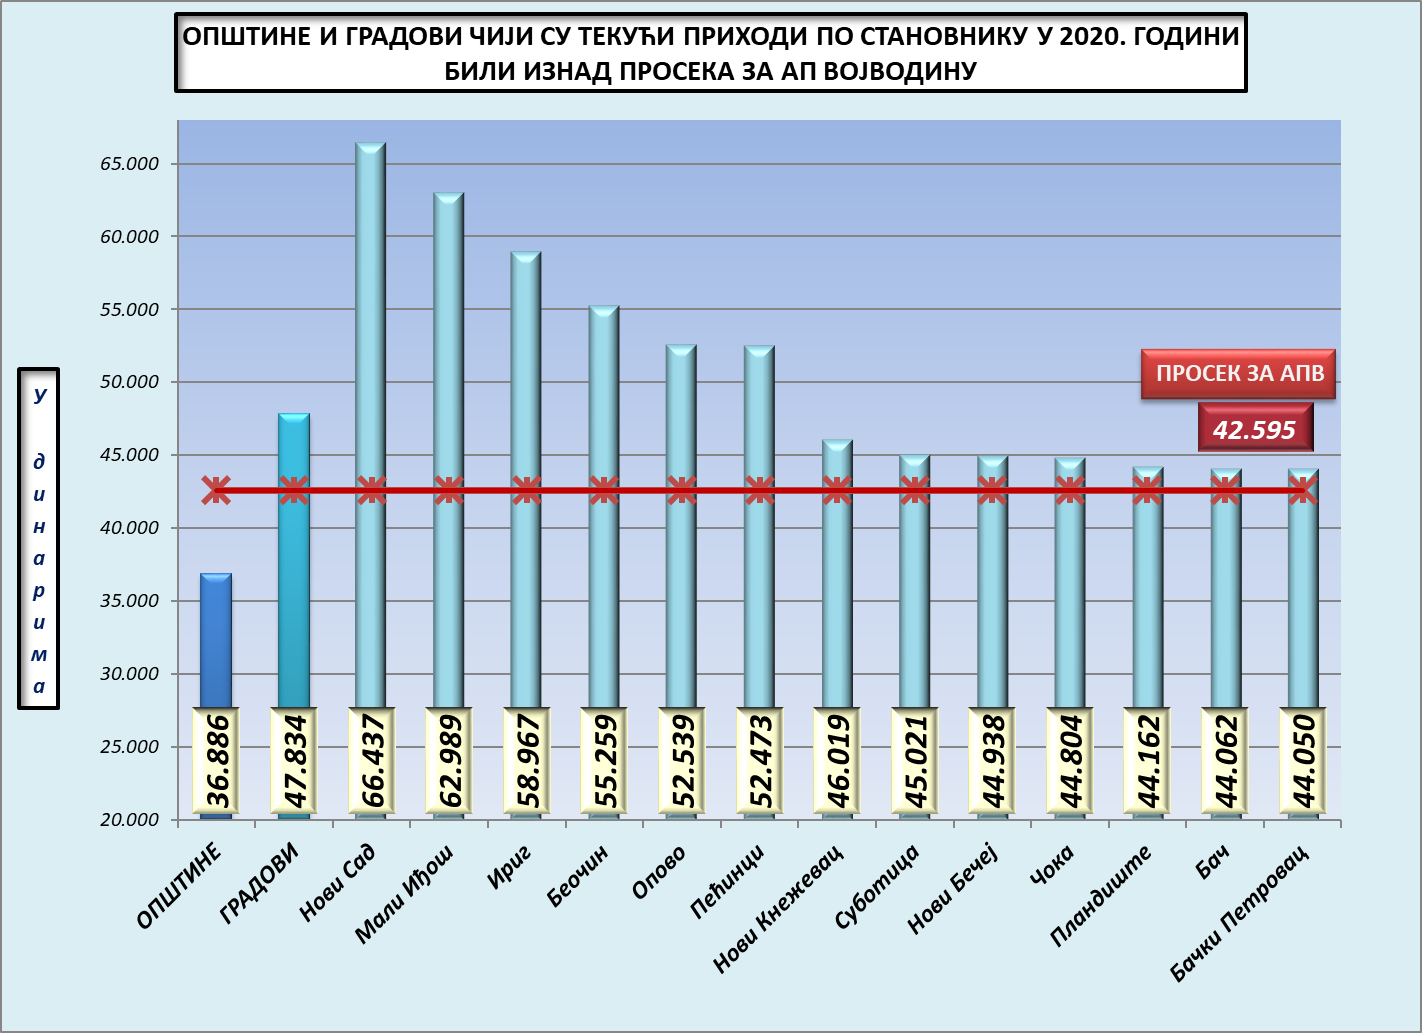 ОПШТИНЕ И ГРАДОВИ ЧИЈИ СУ ТЕКУЋИ ПРИХОДИ ПО СТАНОВНИКУ У 2020. ГОДИНИ
БИЛИ ИЗНАД ПРОСЕКА ЗА АП ВОЈВОДИНУ
У динарима
65.000
60.000
55.000
50.000
45.000
40.000
35.000
30.000
25.000
20.000
ПРОСЕК ЗА АПВ
42.595
36.886
47.834
66.437
62.989
58.967
55.259
52.539
52.473
46.019
45.021
44.938
44.804
44.162
44.062
44.050
ОПШТИНЕ
ГРАДОВИ
Нови Сад
Мали Иђош
Ириг
Беочин
Опово
Пећинци
Нови Кнежевац
Суботица
Нови Бечеј
Чока
Пландиште
Бач
Бачки Петровац